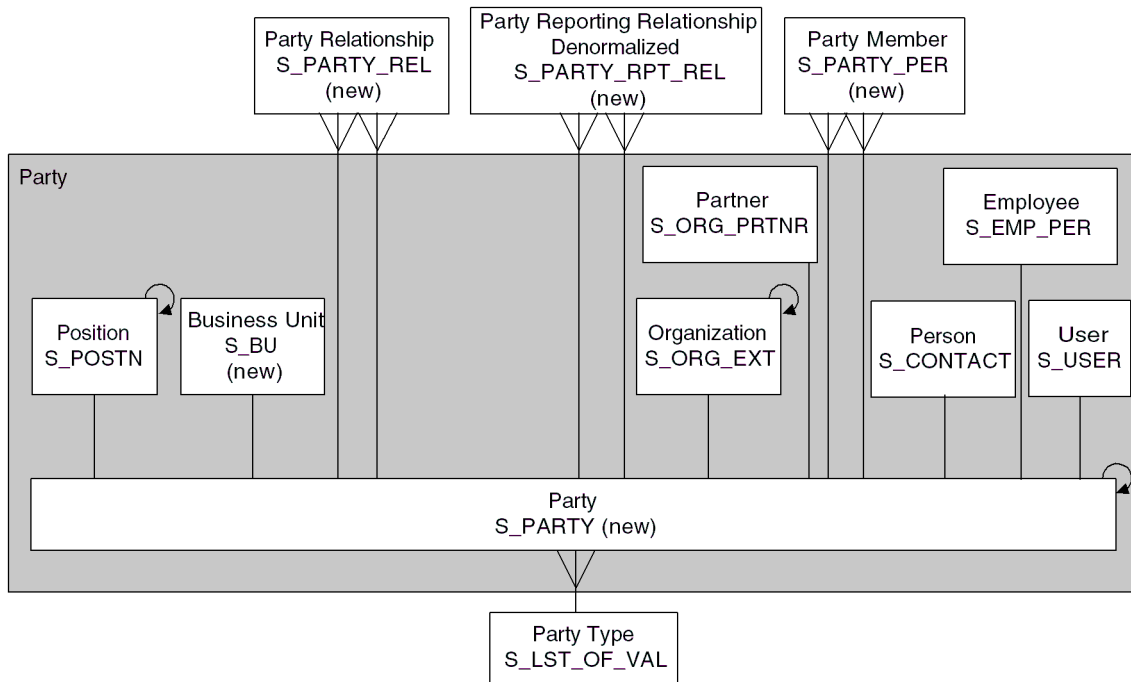 Party Relationship
S_PARTY_REL
(new)
Party Reporting Relationship
Denormalized
S_PARTY_RPT_REL
(new)
Party Member
S_PARTY_PER
(new)
Party
Partner
S_ORG_PRTNR
Employee
S_EMP_PER
Position
S_POSTN
Business Unit
S_BU
(new)
Organization
S_ORG_EXT
Person
S_CONTACT
User
S_USER
Party
S_PARTY (new)
Party Type
S_LST_OF_VAL